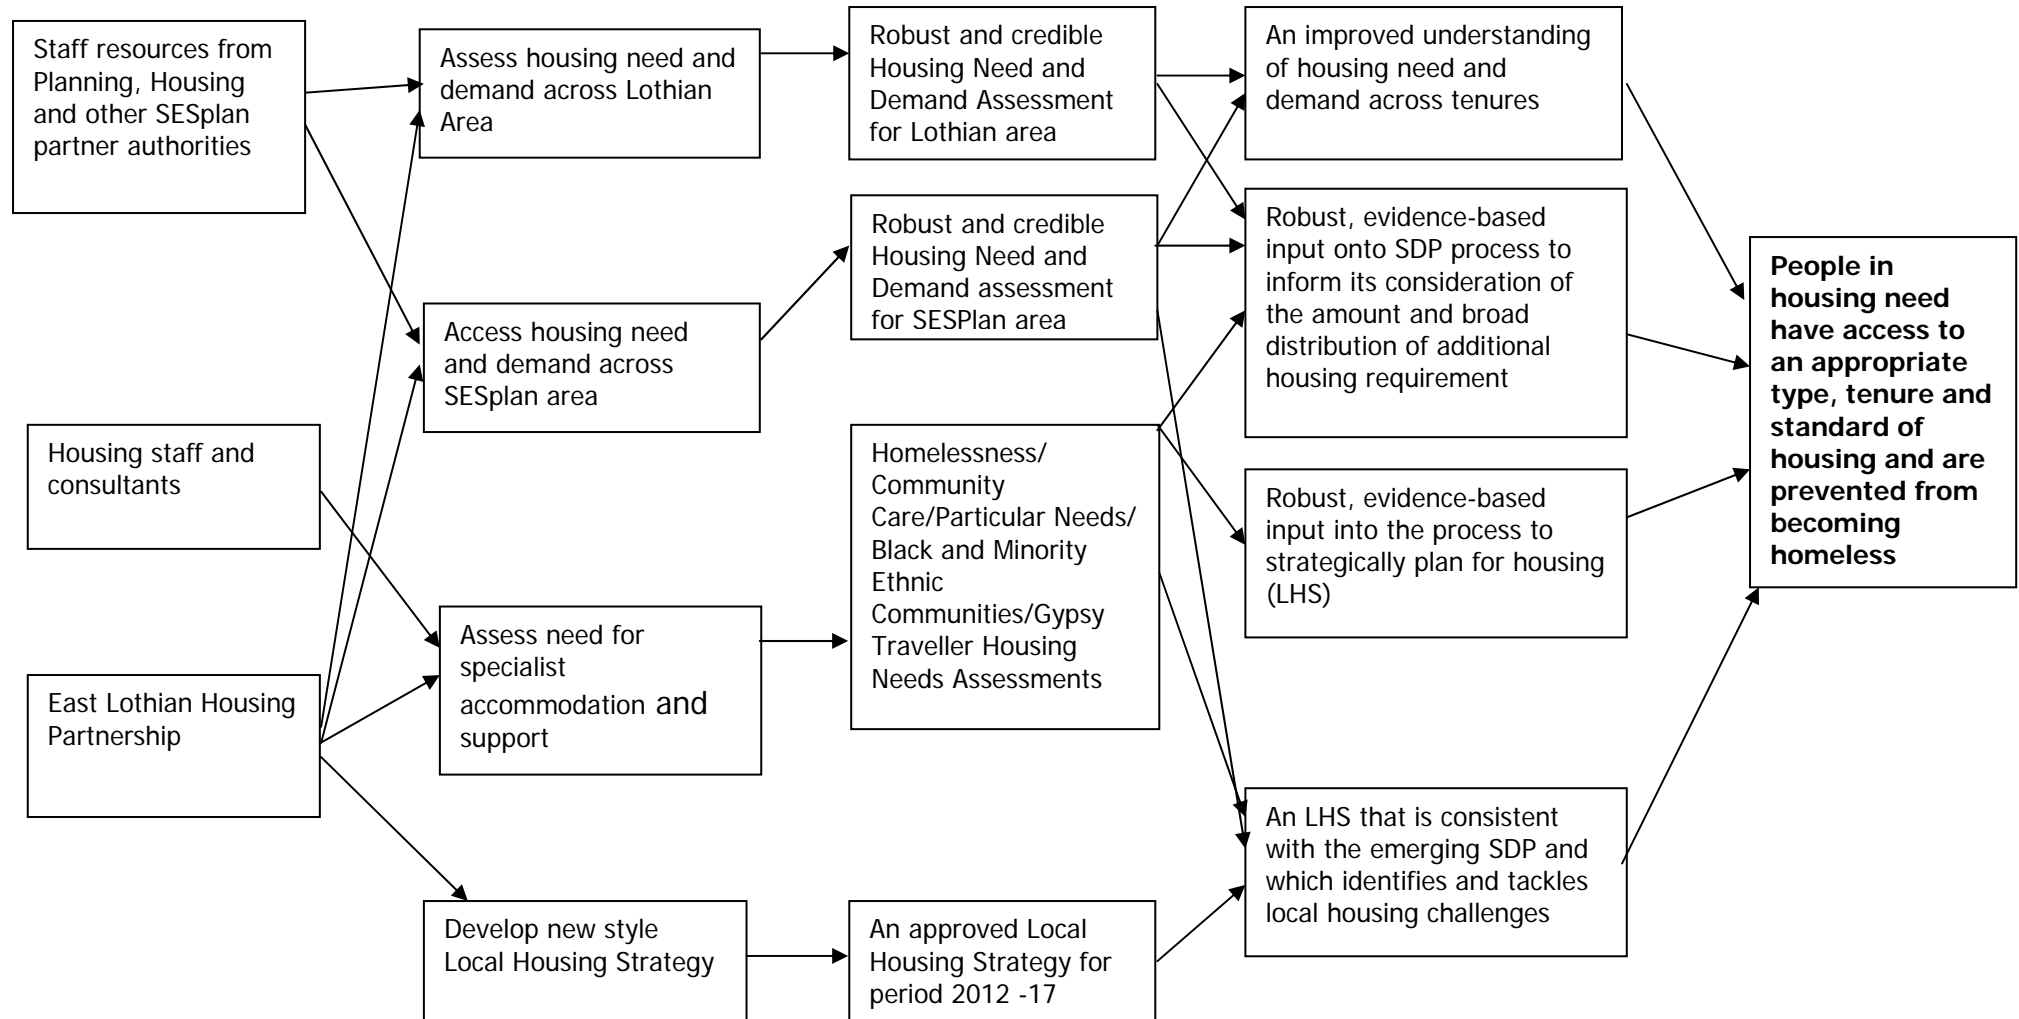 Staff resources from
Planning, Housing
and other SESplan
partner authorities
Housing staff and
consultants
East Lothian Housing
Partnership
Assess housing need and
demand across Lothian
Area
Access housing need
and demand across
SESplan area
Assess need for
specialist
accommodation and
support
Develop new style
Local Housing Strategy
Robust and credible
Housing Need and
Demand Assessment
for Lothian area
Robust and credible
Housing Need and
Demand assessment
for SESPlan area
Homelessness/
Community
Care/Particular Needs/
Black and Minority
Ethnic
Communities/Gypsy
Traveller Housing
Needs Assessments
An approved Local
Housing Strategy for
period 2012 -17
An improved understanding
of housing need and
demand across tenures
Robust, evidence-based
input onto SDP process to
inform its consideration of
the amount and broad
distribution of additional
housing requirement
Robust, evidence-based
input into the process to
strategically plan for housing
(LHS)
An LHS that is consistent
with the emerging SDP and
which identifies and tackles
local housing challenges
People in
housing need
have access to
an appropriate
type, tenure and
standard of
housing and are
prevented from
becoming
homeless